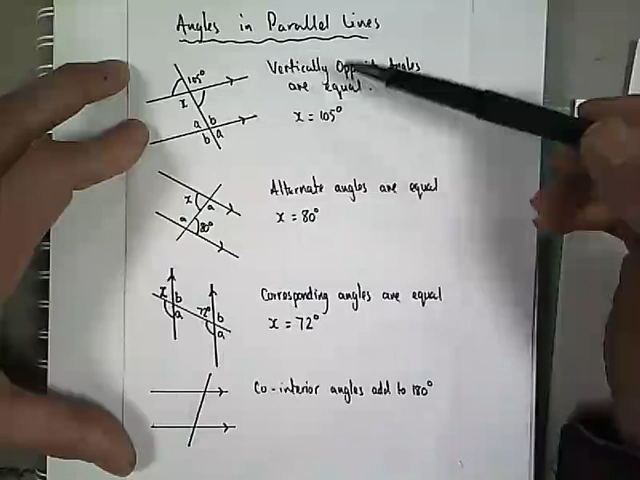 Angles in Parallel Lines
Vertically Opposite Angles
are equal.
105°
x
x = 105°
a b
b a
Alternate angles are equal
x
a
x = 80°
a
80°
Corresponding angles are equal
x b
a
72° b
a
x = 72°
Co-interior angles add to 180°